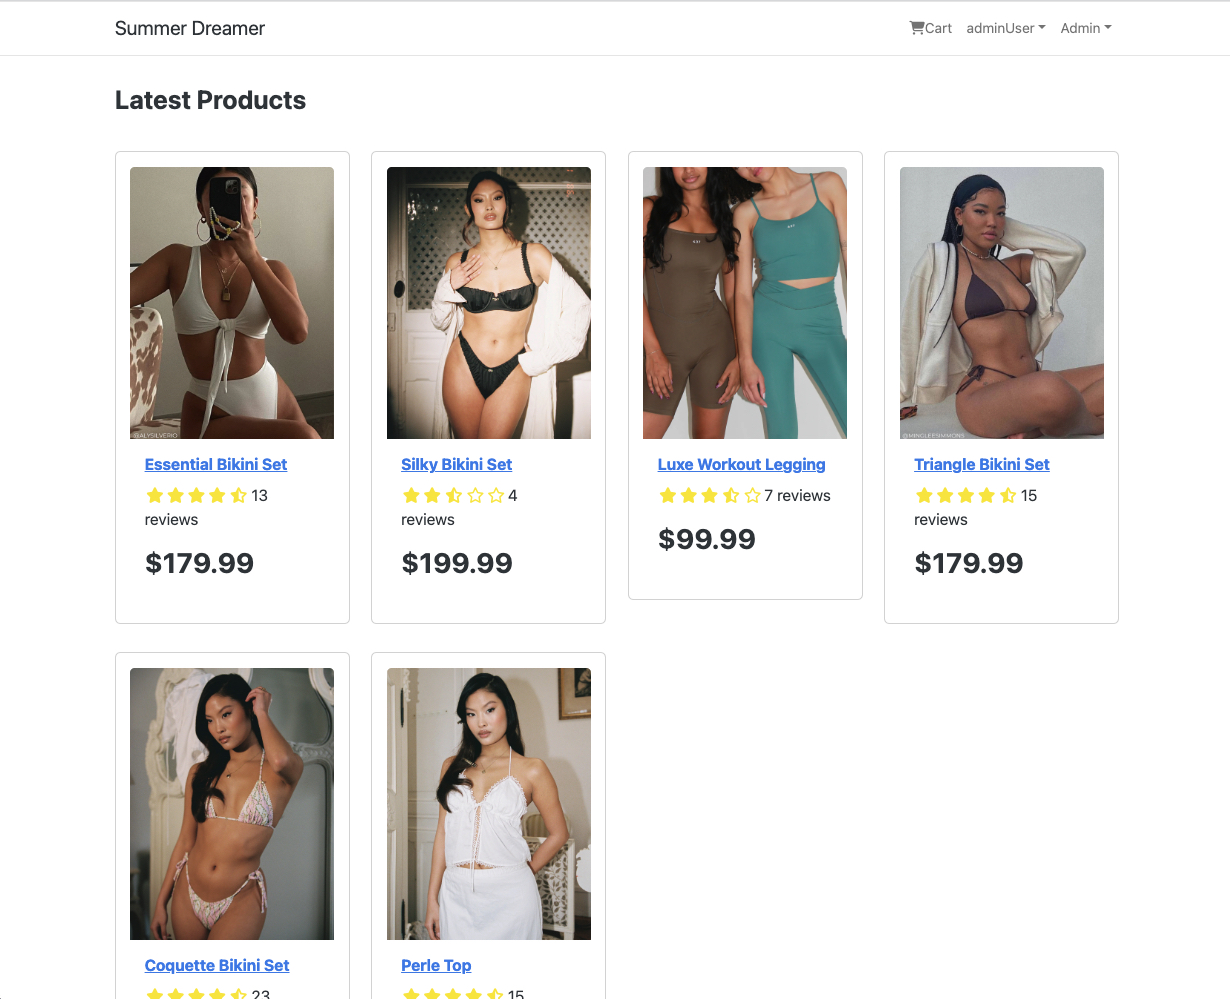 Summer Dreamer
Cart adminUser Admin
Latest Products
@ALYSILVERIO
@MINGLEESIMMONS
Essential Bikini Set
13
reviews
$179.99
Silky Bikini Set
4
reviews
$199.99
Luxe Workout Legging
7 reviews
$99.99
Triangle Bikini Set
15
reviews
$179.99
Coquette Bikini Set
23
Perle Top
15